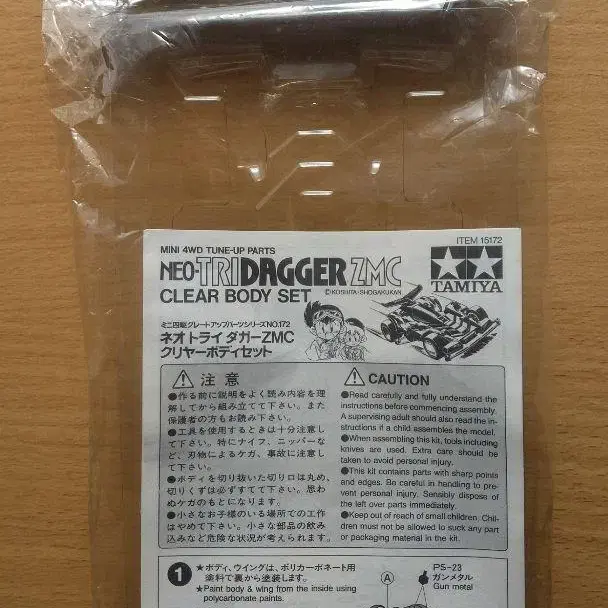 MINI 4WD TUNE-UP PARTS
ITEM 15172
NEO-TRIDAGGER ZMC
TAMIYA
CLEAR BODY SET
©KOSHITA・SHOGAKUKAN
ミニ四駆グレードアップパーツシリーズNO.172
ネオトライダガーZMC
クリヤーボディセット
注意
●作る前に説明をよく読み内容を理
解してから組み立てて下さい。また
保護者の方もお読み下さい。
●工具を使用するときは十分注意し
て下さい。特にナイフ、ニッパーな
ど、刃物によるケガ、事故に注意し
て下さい。
●ボディを切り抜いた切り口は丸め、
切りくずは必ずすてて下さい。思わ
ぬケガのもとになります。
●小さなお子様のいる場所での工作
はやめて下さい。小さな部品の飲み
込みなど危険な状況が考えられます。
CAUTION
●Read carefully and fully understand the
instructions before commencing assembly.
A supervising adult should also read the in-
structions if a child assembles the model.
●When assembling this kit, tools including
knives are used. Extra care should be
taken to avoid personal injury.
●This kit contains parts with sharp points
and edges. Be careful in handling to pre-
vent personal injury. Sensibly dispose of
the left over parts immediately.
●Keep out of reach of small children. Chil-
dren must not be allowed to suck any part
or packaging material in the kit.
1
★ボディ、ウイングは、ポリカーボネート用
塗料で裏から塗装します。
★Paint body & wing from the inside using
polycarbonate paints.
A
PS-23
ガンメタル
Gun metal